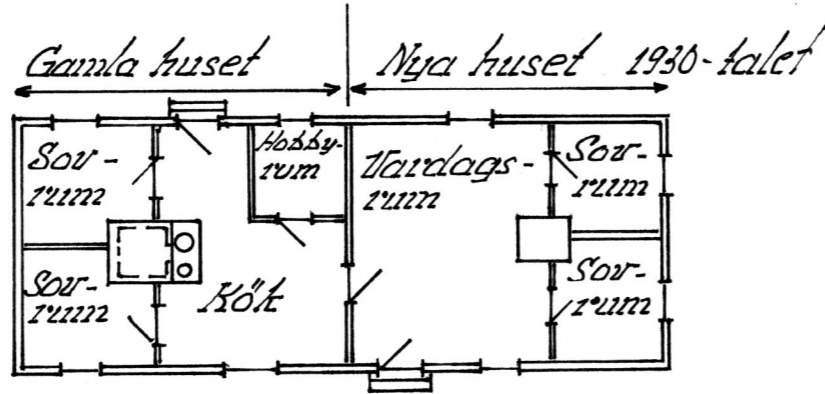 Gamla huset
Nya huset 1930-talet
Sov-
rum
Hobby-
rum
Vardags-
rum
Sov-
rum
Sov-
rum
Kök
Sov-
rum